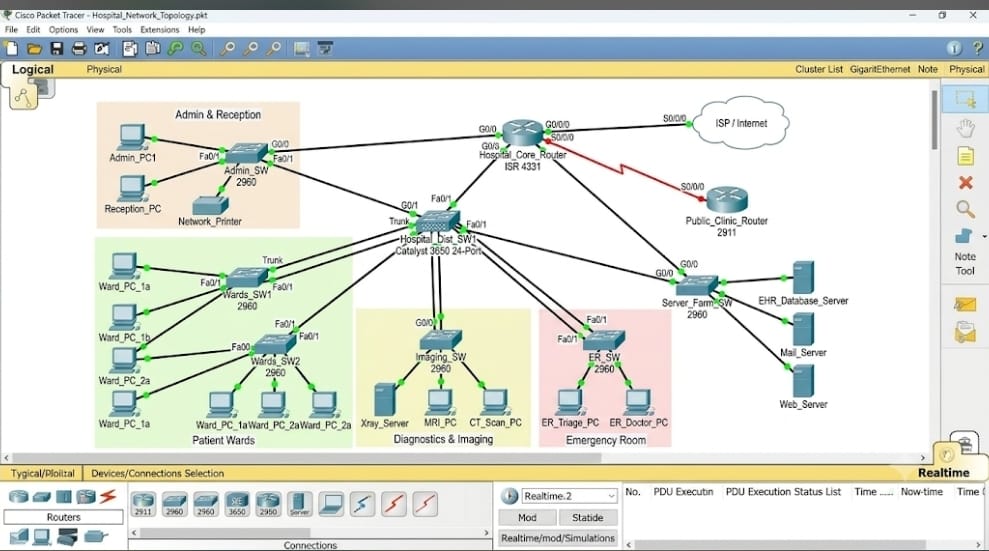 Cisco Packet Tracer - Hospital_Network_Topology.pkt
File Edit Options View Tools Extensions Help
Logical Physical Cluster List GigaritEthernet Note Physical
Admin & Reception
Admin_PC1
Fa0/1
G0/0
Fa0/1
Admin_SW
2960
Reception_PC
Network_Printer
G0/0
G0/0/0
S0/0/0
G0/3
Hospital_Core_Router
ISR 4331
S0/0/0
ISP / Internet
S0/0/0
Public_Clinic_Router
2911
G0/1
Fa0/1
Trunk
Fa0/1
Hospital_Dist_SW1
Catalyst 3650 24-Port
Ward_PC_1a
Trunk
Fa0/1
Fa0/1
Wards_SW1
2960
Ward_PC_1b
Ward_PC_2a
Ward_PC_1a
Fa0/1
Fa00
Fa0/1
Wards_SW2
2960
Ward_PC_1a Ward_PC_2a Ward_PC_2a
Patient Wards
G0/0
Imaging_SW
2960
Xray_Server MRI_PC CT_Scan_PC
Diagnostics & Imaging
Fa0/1
Fa0/1
ER_SW
2960
ER_Triage_PC ER_Doctor_PC
Emergency Room
G0/0
G0/0
Server_Farm_SW
2960
EHR_Database_Server
Mail_Server
Web_Server
Note
Tool
Realtime
Devices/Connections Selection
Routers
2911 2960 2960 3650 2950 Server
Connections
Realtime.2
Mod Statide
Realtime/mod/Simulations
No. PDU Executn PDU Execution Status List Time ..... Now-time Time (